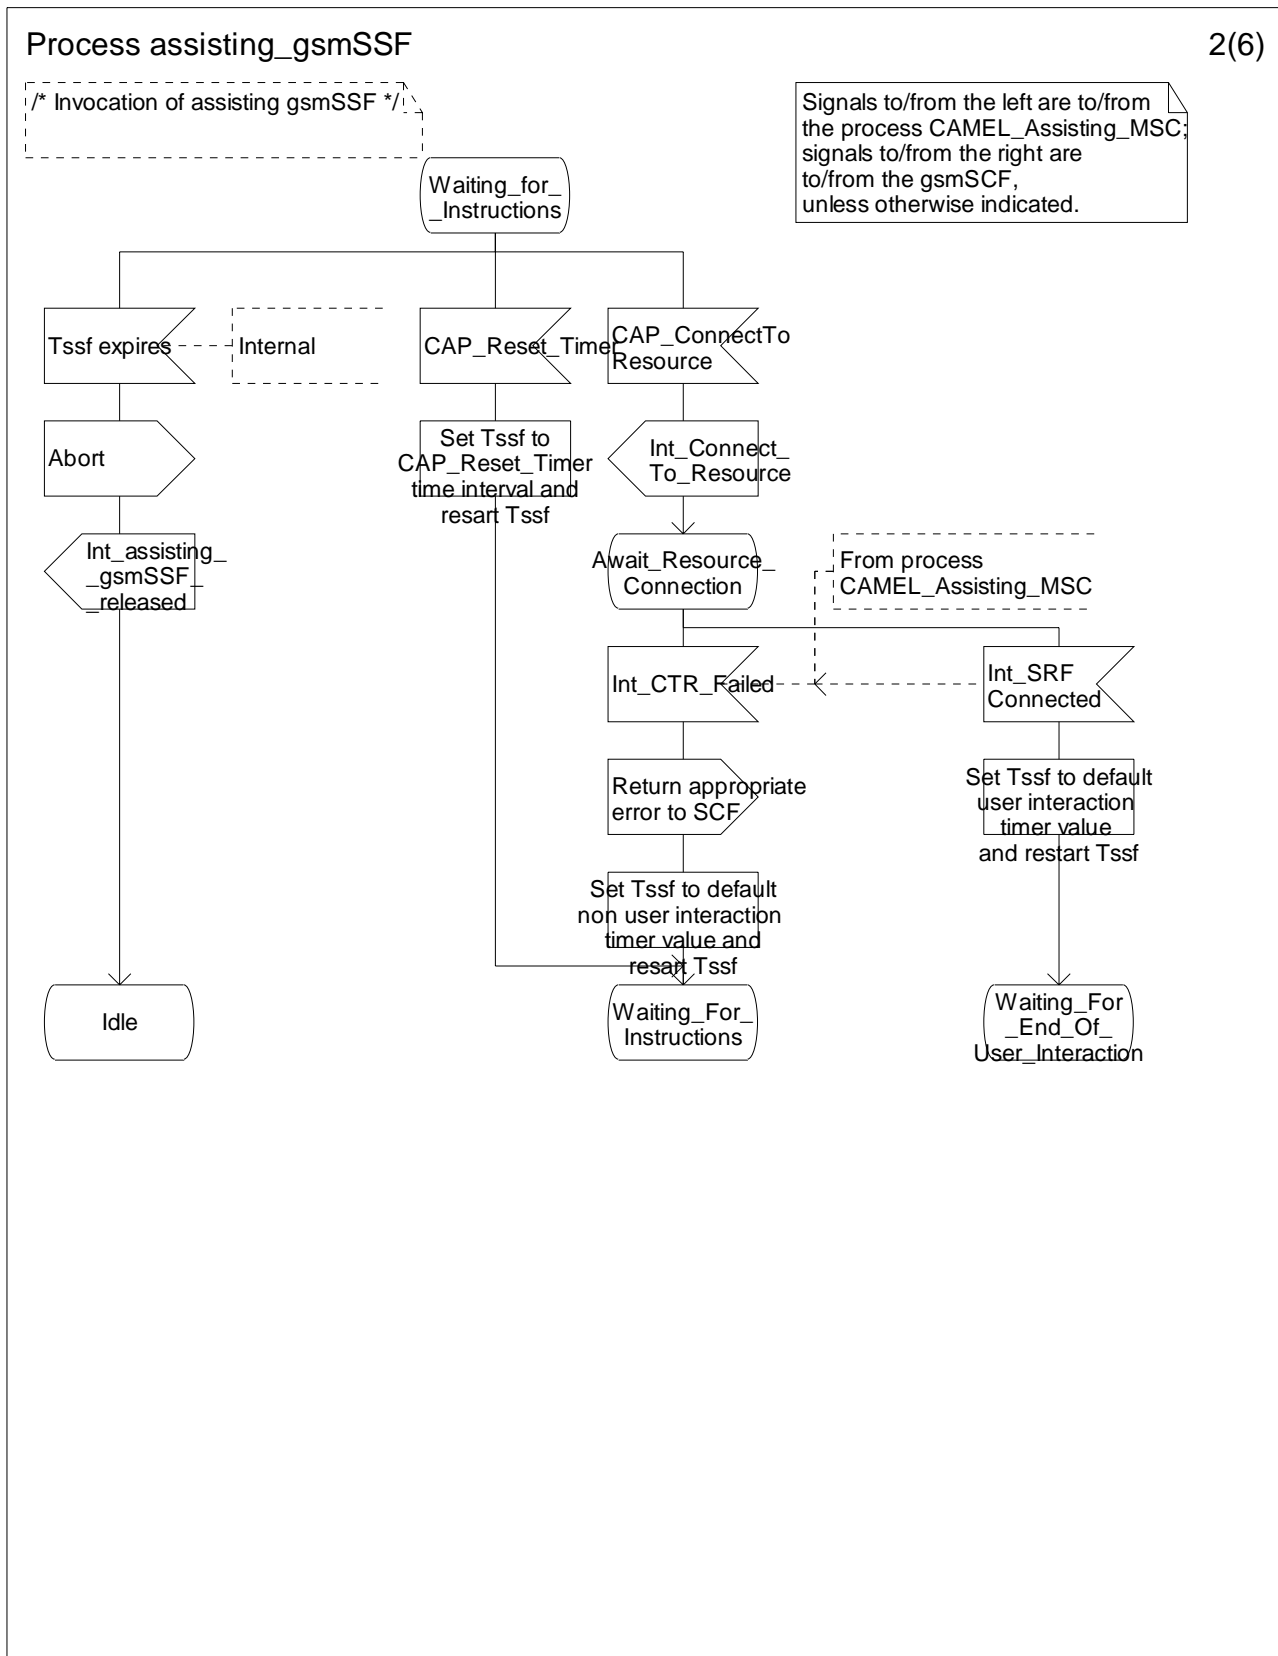 Process assisting_gsmSSF
2(6)
/* Invocation of assisting gsmSSF */
Signals to/from the left are to/from
the process CAMEL_Assisting_MSC;
signals to/from the right are
to/from the gsmSCF,
unless otherwise indicated.
Waiting_for_
_Instructions
Tssf expires
Internal
CAP_Reset_Timer
CAP_ConnectTo
Resource
Abort
Set Tssf to
CAP_Reset_Timer
time interval and
resart Tssf
Int_Connect_
To_Resource
Int_assisting_
_gsmSSF_
_released
Await_Resource_
Connection
From process
CAMEL_Assisting_MSC
Int_CTR_Failed
Int_SRF
Connected
Return appropriate
error to SCF
Set Tssf to default
user interaction
timer value
and restart Tssf
Set Tssf to default
non user interaction
timer value and
resart Tssf
Idle
Waiting_For_
Instructions
Waiting_For
_End_Of_
User_Interaction